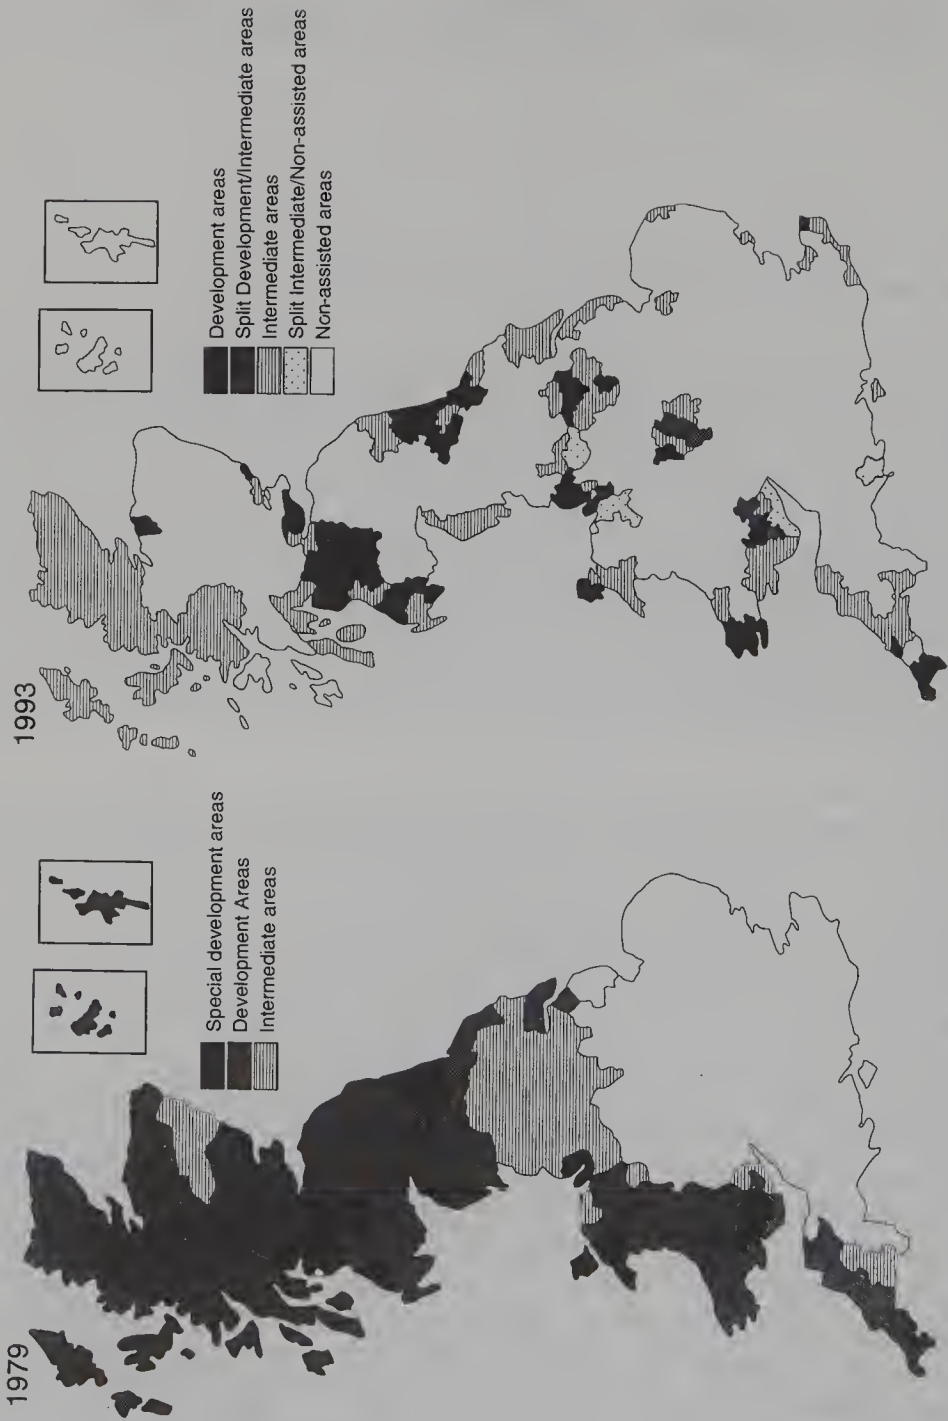 1979
Special development areas
Development Areas
Intermediate areas
1993
Development areas
Split Development/Intermediate areas
Intermediate areas
Split Intermediate/Non-assisted areas
Non-assisted areas